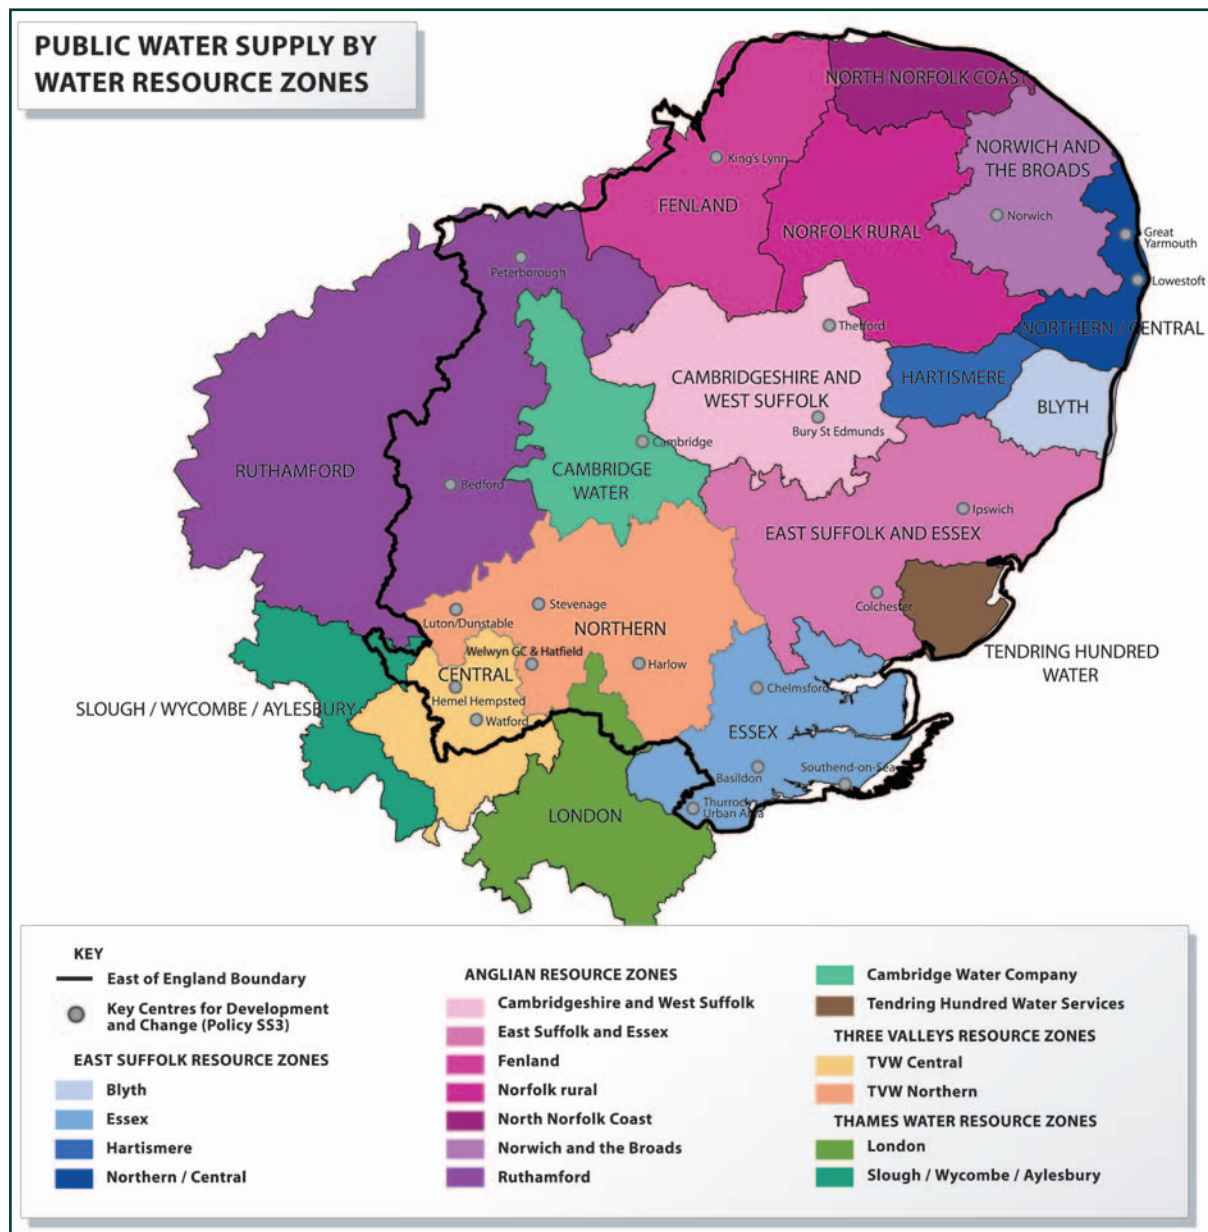 PUBLIC WATER SUPPLY BY
WATER RESOURCE ZONES
NORTH NORFOLK COAST
NORWICH AND
THE BROADS
King's Lynn
FENLAND
Norwich
NORFOLK RURAL
Great
Yarmouth
Peterborough
Lowestoft
Thetford
NORTHERN / CENTRAL
CAMBRIDGESHIRE AND
WEST SUFFOLK
HARTISMERE
BLYTH
Bury St Edmunds
Cambridge
RUTHAMFORD
CAMBRIDGE
WATER
Bedford
Ipswich
EAST SUFFOLK AND ESSEX
Colchester
Stevenage
Luton/Dunstable
NORTHERN
TENDRING HUNDRED
WATER
Welwyn GC & Hatfield
Harlow
CENTRAL
Chelmsford
Hemel Hempsted
SLOUGH / WYCOMBE / AYLESBURY
Watford
ESSEX
Southend-on-Sea
Basildon
Thurrock
Urban Area
LONDON
KEY
East of England Boundary
Key Centres for Development
and Change (Policy SS3)
EAST SUFFOLK RESOURCE ZONES
Blyth
Essex
Hartismere
Northern / Central
ANGLIAN RESOURCE ZONES
Cambridgeshire and West Suffolk
East Suffolk and Essex
Fenland
Norfolk rural
North Norfolk Coast
Norwich and the Broads
Ruthamford
Cambridge Water Company
Tendring Hundred Water Services
THREE VALLEYS RESOURCE ZONES
TVW Central
TVW Northern
THAMES WATER RESOURCE ZONES
London
Slough / Wycombe / Aylesbury